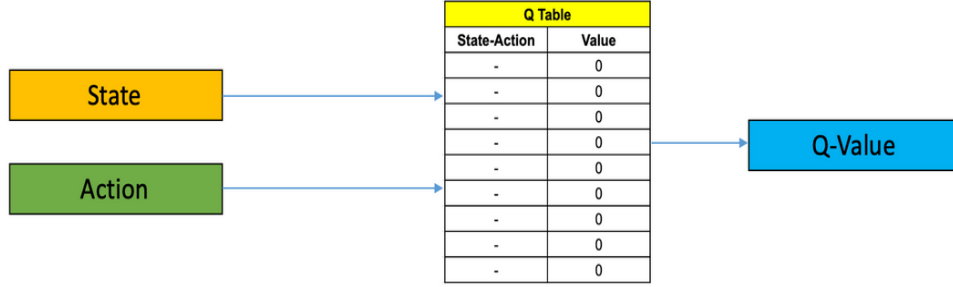 Q Table
State-Action Value
- 0
- 0
State
- 0
- 0
Q-Value
- 0
Action
- 0
- 0
- 0
- 0